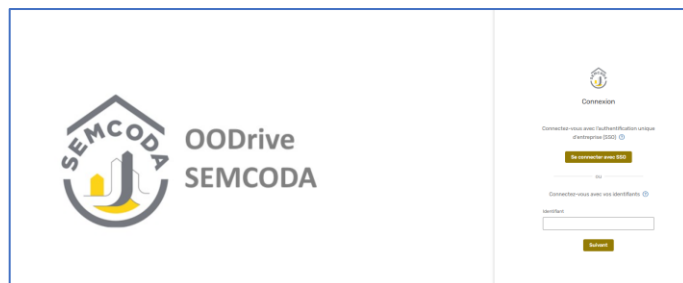 SEMCODA
OODrive
SEMCODA
SEMCODA
Connexion
Connectez-vous avec l'authentification unique
d'entreprise (SSO)
Se connecter avec SSO
ou
Connectez-vous avec vos identifiants
Identifiant
Suivant